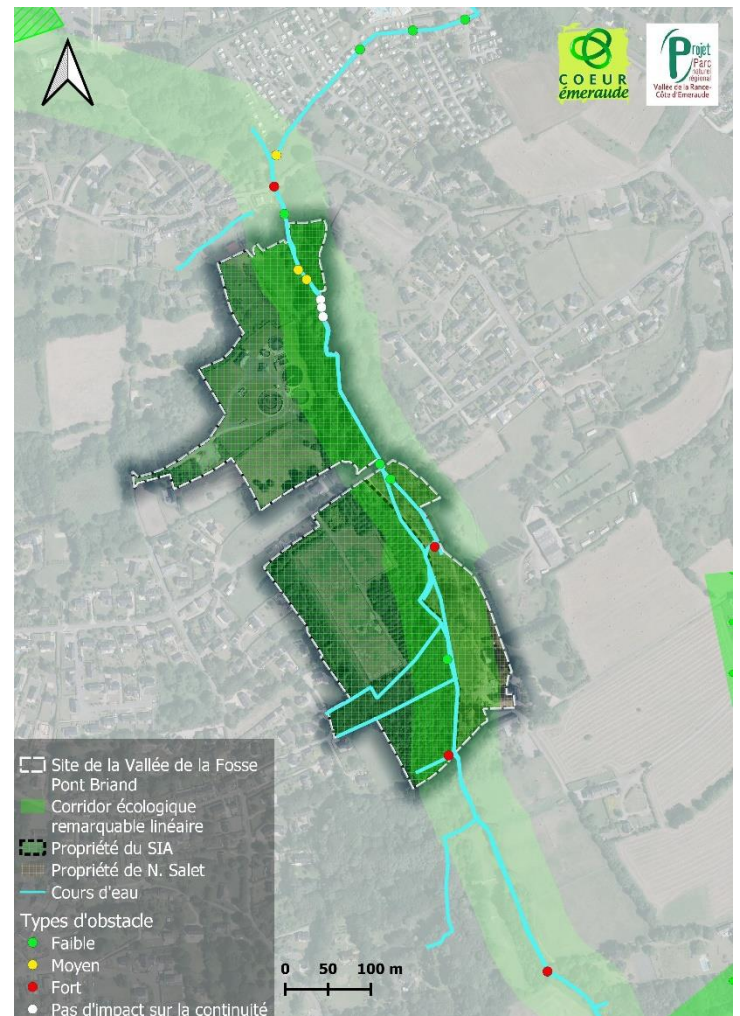 COEUR
émeraude
Projet
Parc
naturel
régional
Vallée de la Rance-
Côte d'Emeraude
Site de la Vallée de la Fosse
Pont Briand
Corridor écologique
remarquable linéaire
Propriété du SIA
Propriété de N. Salet
Cours d'eau
Types d'obstacle
Faible
Moyen
Fort
Pas d'impact sur la continuité
0 50 100 m